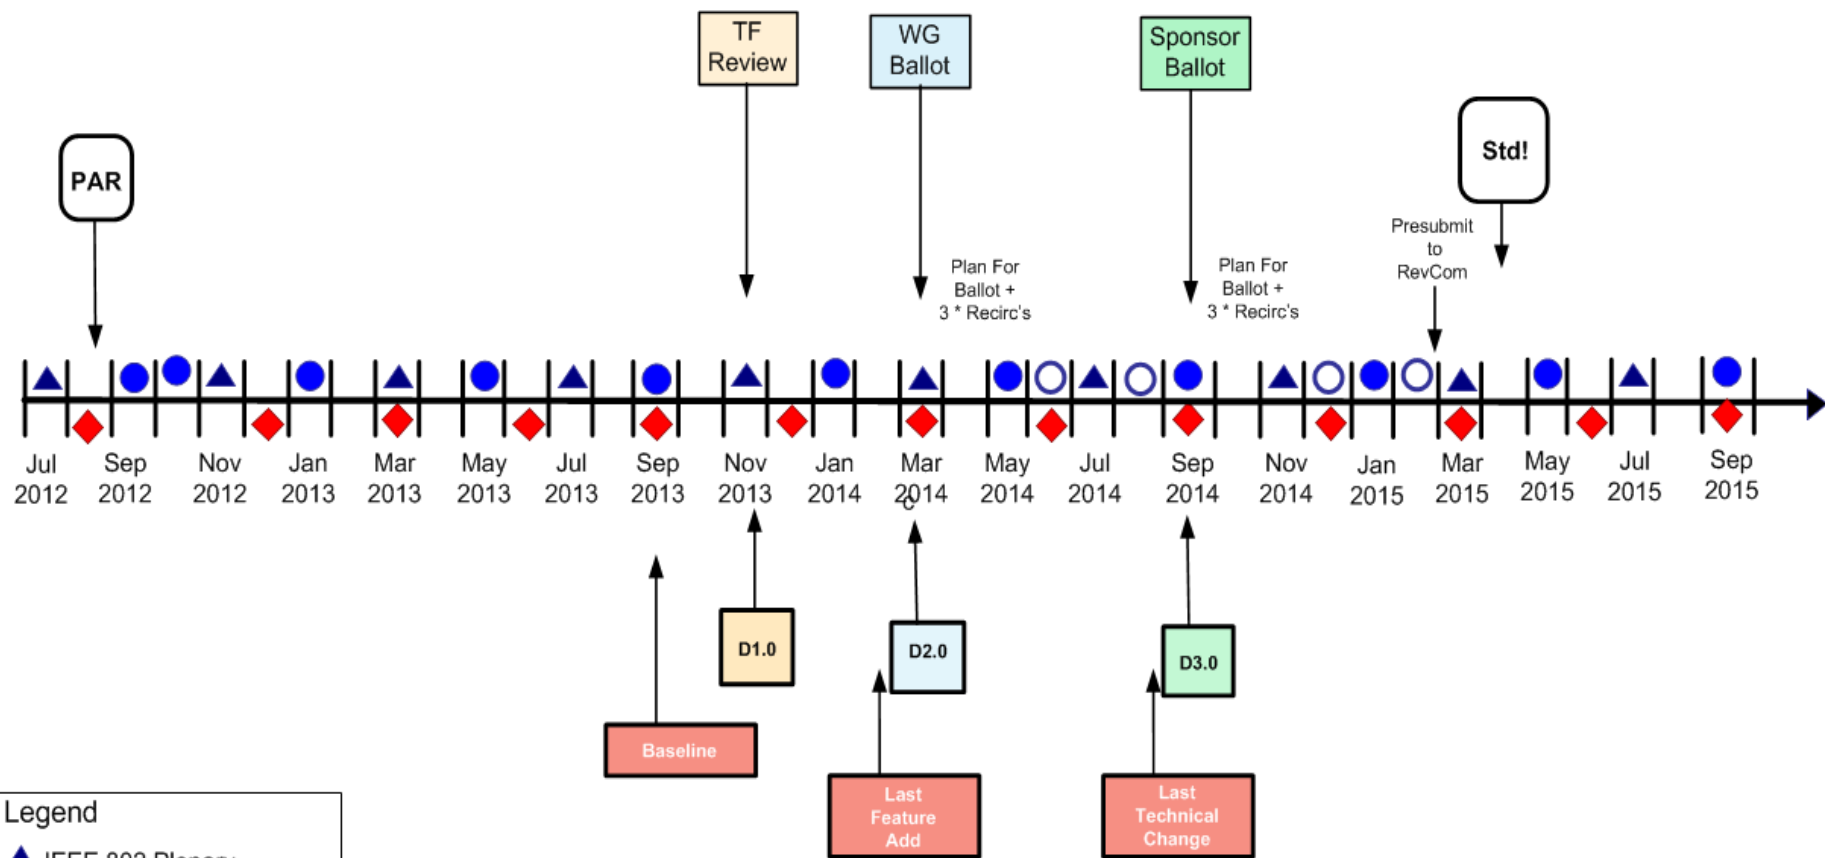 TF
Review
WG
Ballot
Sponsor
Ballot
PAR
Std!
Presubmit
to
RevCom
Plan For
Ballot +
3 * Recirc's
Plan For
Ballot +
3 * Recirc's
Jul
2012
Sep
2012
Nov
2012
Jan
2013
Mar
2013
May
2013
Jul
2013
Sep
2013
Nov
2013
Jan
2014
Mar
2014
C
May
2014
Jul
2014
Sep
2014
Nov
2014
Jan
2015
Mar
2015
May
2015
Jul
2015
Sep
2015
D1.0
D2.0
D3.0
Baseline
Last
Feature
Add
Last
Technical
Change
Legend
IEEE 802 Plenary